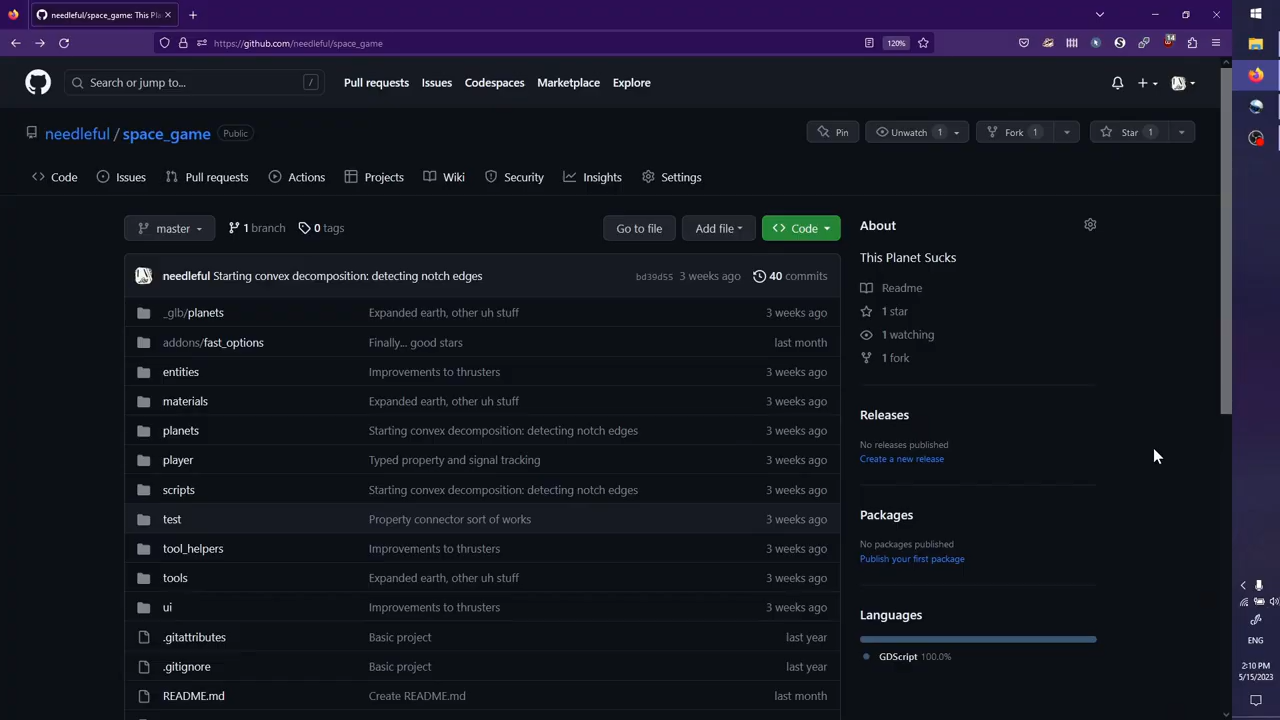 needleful/space_game: This Pla
https://github.com/needleful/space_game
120%
14
Search or jump to...
/
Pull requests
Issues
Codespaces
Marketplace
Explore
needleful / space_game
Public
Pin
Unwatch 1
Fork 1
Star 1
Code
Issues
Pull requests
Actions
Projects
Wiki
Security
Insights
Settings
master
1 branch
0 tags
Go to file
Add file
Code
needleful Starting convex decomposition: detecting notch edges bd39d55 3 weeks ago 40 commits
_glb/planets Expanded earth, other uh stuff 3 weeks ago
addons/fast_options Finally... good stars last month
entities Improvements to thrusters 3 weeks ago
materials Expanded earth, other uh stuff 3 weeks ago
planets Starting convex decomposition: detecting notch edges 3 weeks ago
player Typed property and signal tracking 3 weeks ago
scripts Starting convex decomposition: detecting notch edges 3 weeks ago
test Property connector sort of works 3 weeks ago
tool_helpers Improvements to thrusters 3 weeks ago
tools Expanded earth, other uh stuff 3 weeks ago
ui Improvements to thrusters 3 weeks ago
.gitattributes Basic project last year
.gitignore Basic project last year
README.md Create README.md last month
About
This Planet Sucks
Readme
1 star
1 watching
1 fork
Releases
No releases published
Create a new release
Packages
No packages published
Publish your first package
Languages
GDScript 100.0%
ENG
2:10 PM
5/15/2023